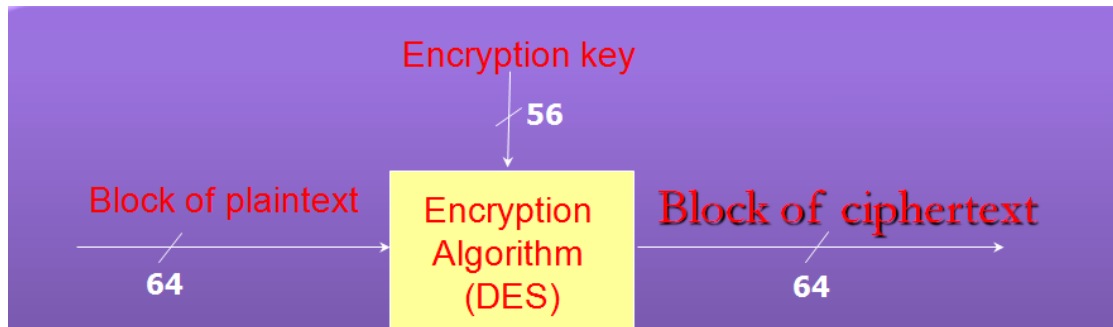 Encryption key
56
Block of plaintext
64
Encryption
Algorithm
(DES)
Block of ciphertext
64